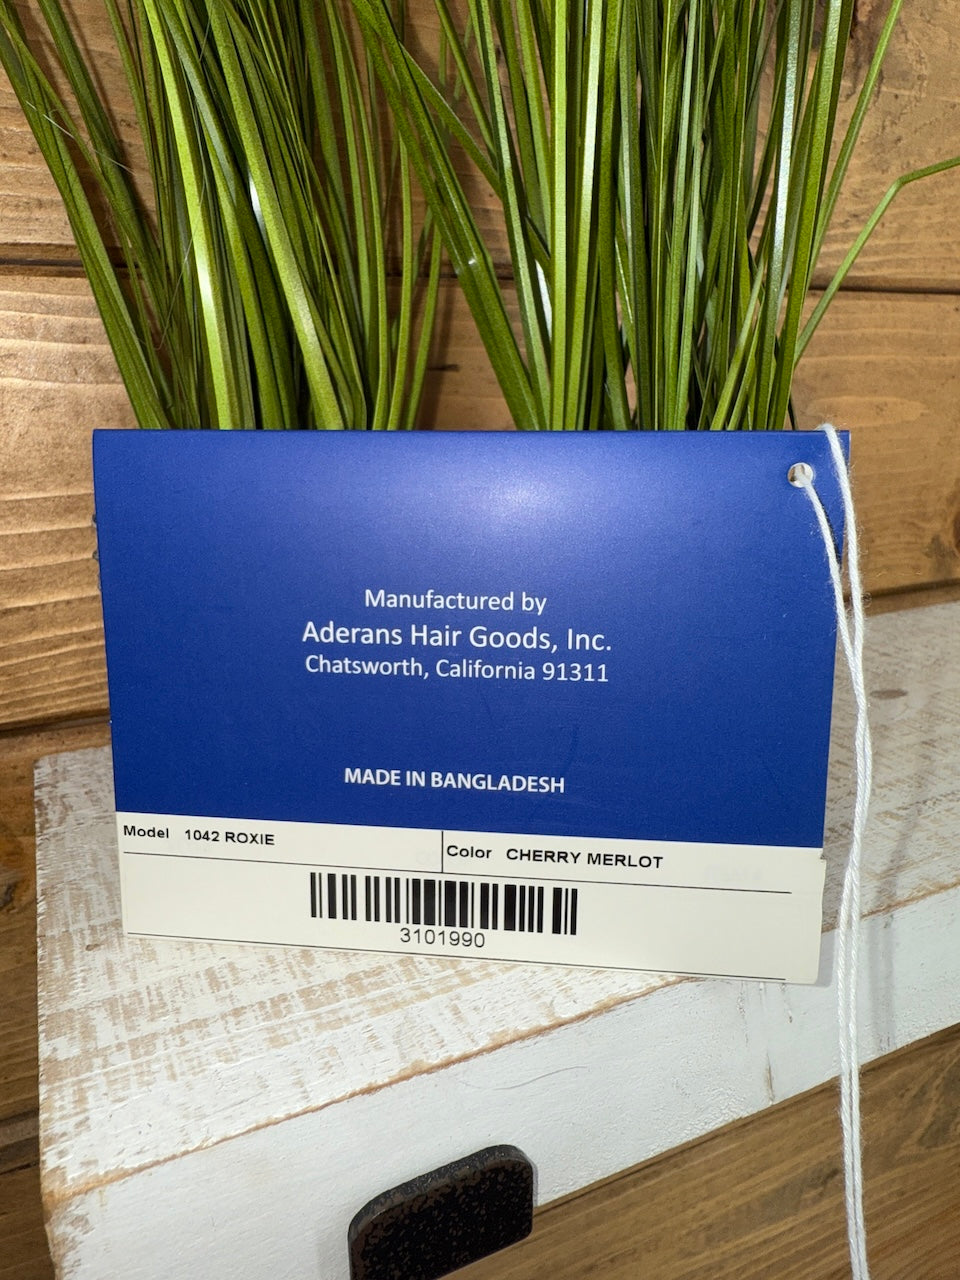 Manufactured by
Aderans Hair Goods, Inc.
Chatsworth, California 91311
MADE IN BANGLADESH
Model 1042 ROXIE
Color CHERRY MERLOT
3101990